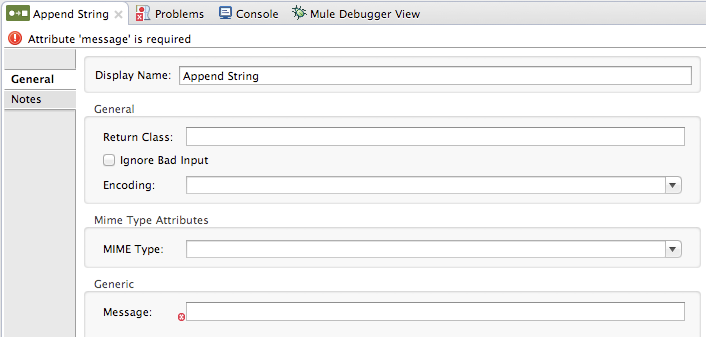 Append String Problems Console Mule Debugger View
Attribute 'message' is required
General
Notes
Display Name: Append String
General
Return Class:
Ignore Bad Input
Encoding:
Mime Type Attributes
MIME Type:
Generic
Message: